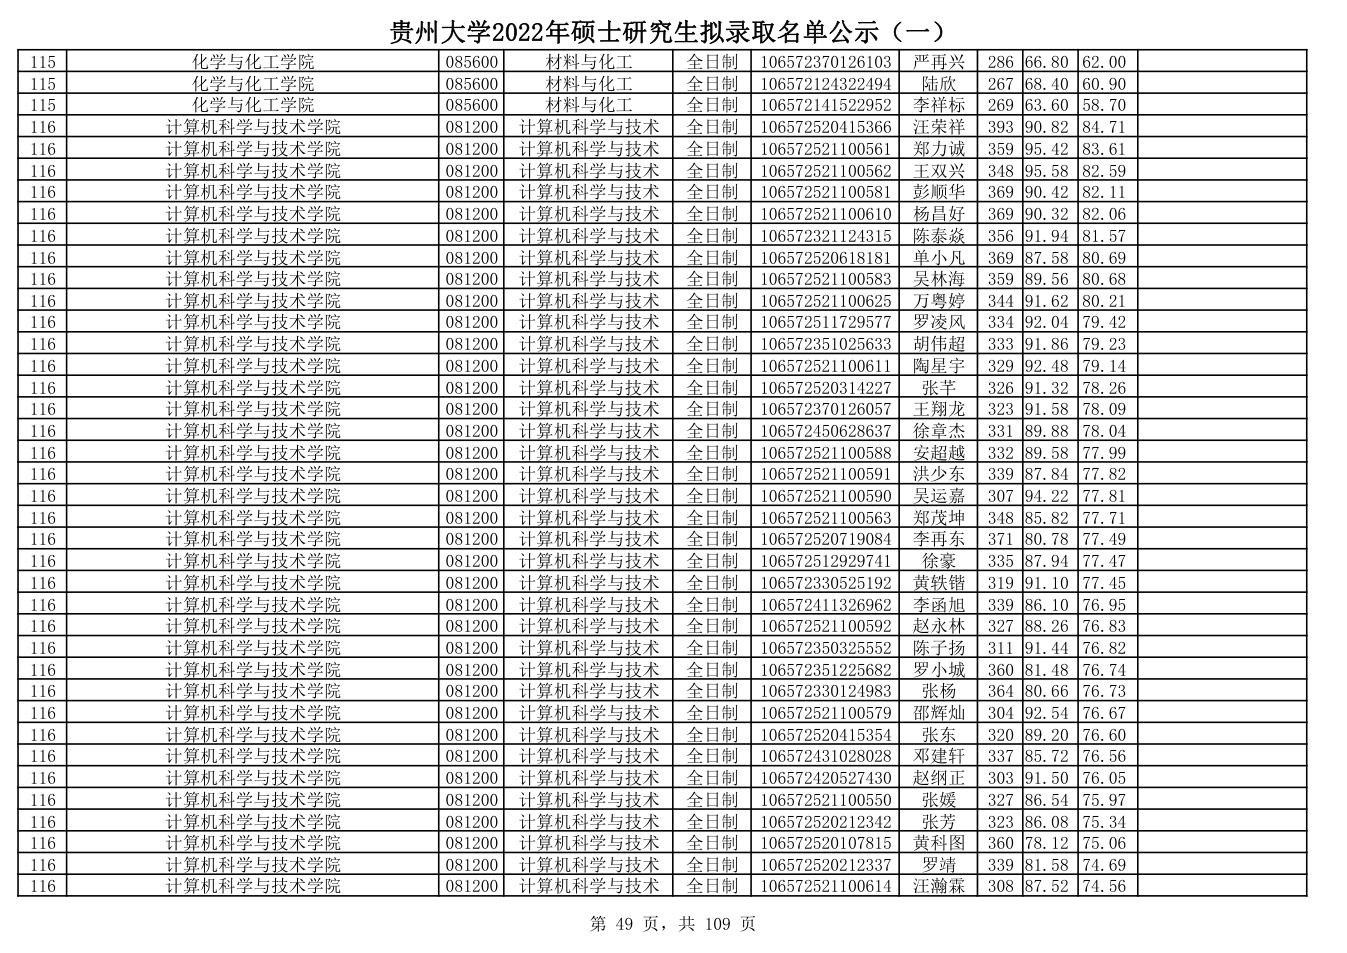 贵州大学2022年硕士研究生拟录取名单公示（一）
115 化学与化工学院 085600 材料与化工 全日制 106572370126103 严再兴 286 66.80 62.00
115 化学与化工学院 085600 材料与化工 全日制 106572124322494 陆欣 267 68.40 60.90
115 化学与化工学院 085600 材料与化工 全日制 106572141522952 李祥标 269 63.60 58.70
116 计算机科学与技术学院 081200 计算机科学与技术 全日制 106572520415366 汪荣祥 393 90.82 84.71
116 计算机科学与技术学院 081200 计算机科学与技术 全日制 106572521100561 郑力诚 359 95.42 83.61
116 计算机科学与技术学院 081200 计算机科学与技术 全日制 106572521100562 王双兴 348 95.58 82.59
116 计算机科学与技术学院 081200 计算机科学与技术 全日制 106572521100581 彭顺华 369 90.42 82.11
116 计算机科学与技术学院 081200 计算机科学与技术 全日制 106572521100610 杨昌好 369 90.32 82.06
116 计算机科学与技术学院 081200 计算机科学与技术 全日制 106572321124315 陈泰焱 356 91.94 81.57
116 计算机科学与技术学院 081200 计算机科学与技术 全日制 106572520618181 单小凡 369 87.58 80.69
116 计算机科学与技术学院 081200 计算机科学与技术 全日制 106572521100583 吴林海 359 89.56 80.68
116 计算机科学与技术学院 081200 计算机科学与技术 全日制 106572521100625 万粤婷 344 91.62 80.21
116 计算机科学与技术学院 081200 计算机科学与技术 全日制 106572511729577 罗凌风 334 92.04 79.42
116 计算机科学与技术学院 081200 计算机科学与技术 全日制 106572351025633 胡伟超 333 91.86 79.23
116 计算机科学与技术学院 081200 计算机科学与技术 全日制 106572521100611 陶星宇 329 92.48 79.14
116 计算机科学与技术学院 081200 计算机科学与技术 全日制 106572520314227 张芊 326 91.32 78.26
116 计算机科学与技术学院 081200 计算机科学与技术 全日制 106572370126057 王翔龙 323 91.58 78.09
116 计算机科学与技术学院 081200 计算机科学与技术 全日制 106572450628637 徐章杰 331 89.88 78.04
116 计算机科学与技术学院 081200 计算机科学与技术 全日制 106572521100588 安超越 332 89.58 77.99
116 计算机科学与技术学院 081200 计算机科学与技术 全日制 106572521100591 洪少东 339 87.84 77.82
116 计算机科学与技术学院 081200 计算机科学与技术 全日制 106572521100590 吴运嘉 307 94.22 77.81
116 计算机科学与技术学院 081200 计算机科学与技术 全日制 106572521100563 郑茂坤 348 85.82 77.71
116 计算机科学与技术学院 081200 计算机科学与技术 全日制 106572520719084 李再东 371 80.78 77.49
116 计算机科学与技术学院 081200 计算机科学与技术 全日制 106572512929741 徐豪 335 87.94 77.47
116 计算机科学与技术学院 081200 计算机科学与技术 全日制 106572330525192 黄轶锴 319 91.10 77.45
116 计算机科学与技术学院 081200 计算机科学与技术 全日制 106572411326962 李函旭 339 86.10 76.95
116 计算机科学与技术学院 081200 计算机科学与技术 全日制 106572521100592 赵永林 327 88.26 76.83
116 计算机科学与技术学院 081200 计算机科学与技术 全日制 106572350325552 陈子扬 311 91.44 76.82
116 计算机科学与技术学院 081200 计算机科学与技术 全日制 106572351225682 罗小城 360 81.48 76.74
116 计算机科学与技术学院 081200 计算机科学与技术 全日制 106572330124983 张杨 364 80.66 76.73
116 计算机科学与技术学院 081200 计算机科学与技术 全日制 106572521100579 邵辉灿 304 92.54 76.67
116 计算机科学与技术学院 081200 计算机科学与技术 全日制 106572520415354 张东 320 89.20 76.60
116 计算机科学与技术学院 081200 计算机科学与技术 全日制 106572431028028 邓建轩 337 85.72 76.56
116 计算机科学与技术学院 081200 计算机科学与技术 全日制 106572420527430 赵纲正 303 91.50 76.05
116 计算机科学与技术学院 081200 计算机科学与技术 全日制 106572521100550 张媛 327 86.54 75.97
116 计算机科学与技术学院 081200 计算机科学与技术 全日制 106572520212342 张芳 323 86.08 75.34
116 计算机科学与技术学院 081200 计算机科学与技术 全日制 106572520107815 黄科图 360 78.12 75.06
116 计算机科学与技术学院 081200 计算机科学与技术 全日制 106572520212337 罗靖 339 81.58 74.69
116 计算机科学与技术学院 081200 计算机科学与技术 全日制 106572521100614 汪瀚霖 308 87.52 74.56
第 49 页，共 109 页